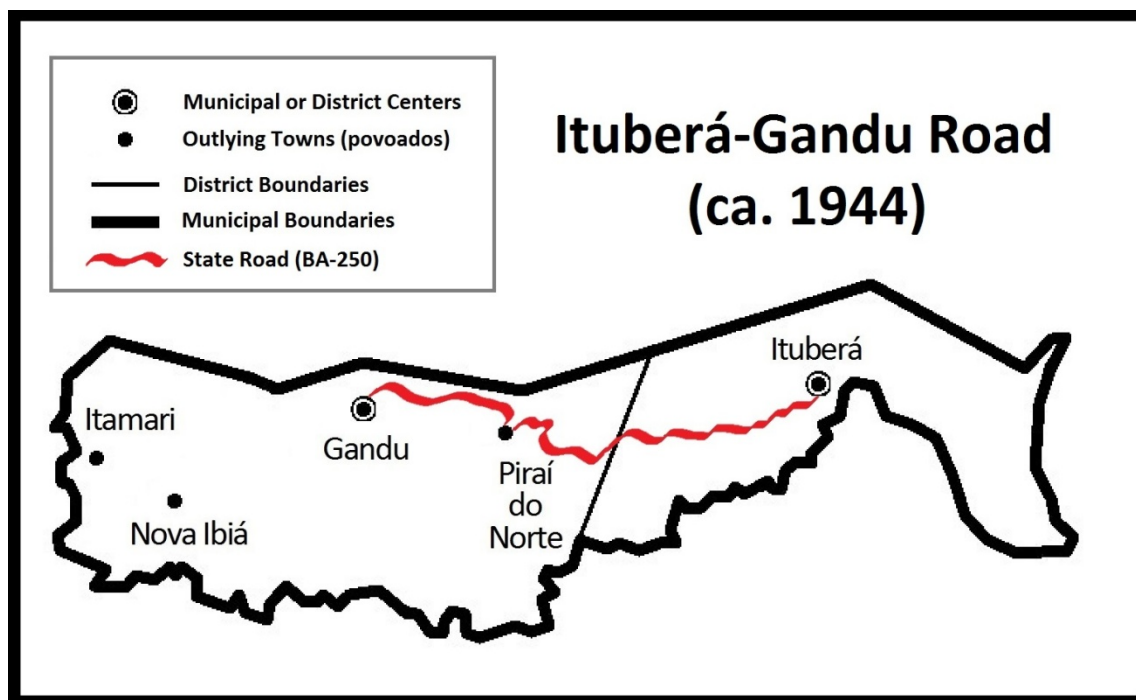 Municipal or District Centers
Outlying Towns (povoados)
District Boundaries
Municipal Boundaries
State Road (BA-250)
Ituberá-Gandu Road
(ca. 1944)
Ituberá
Itamari
Gandu
Piraí
do
Norte
Nova Ibiá